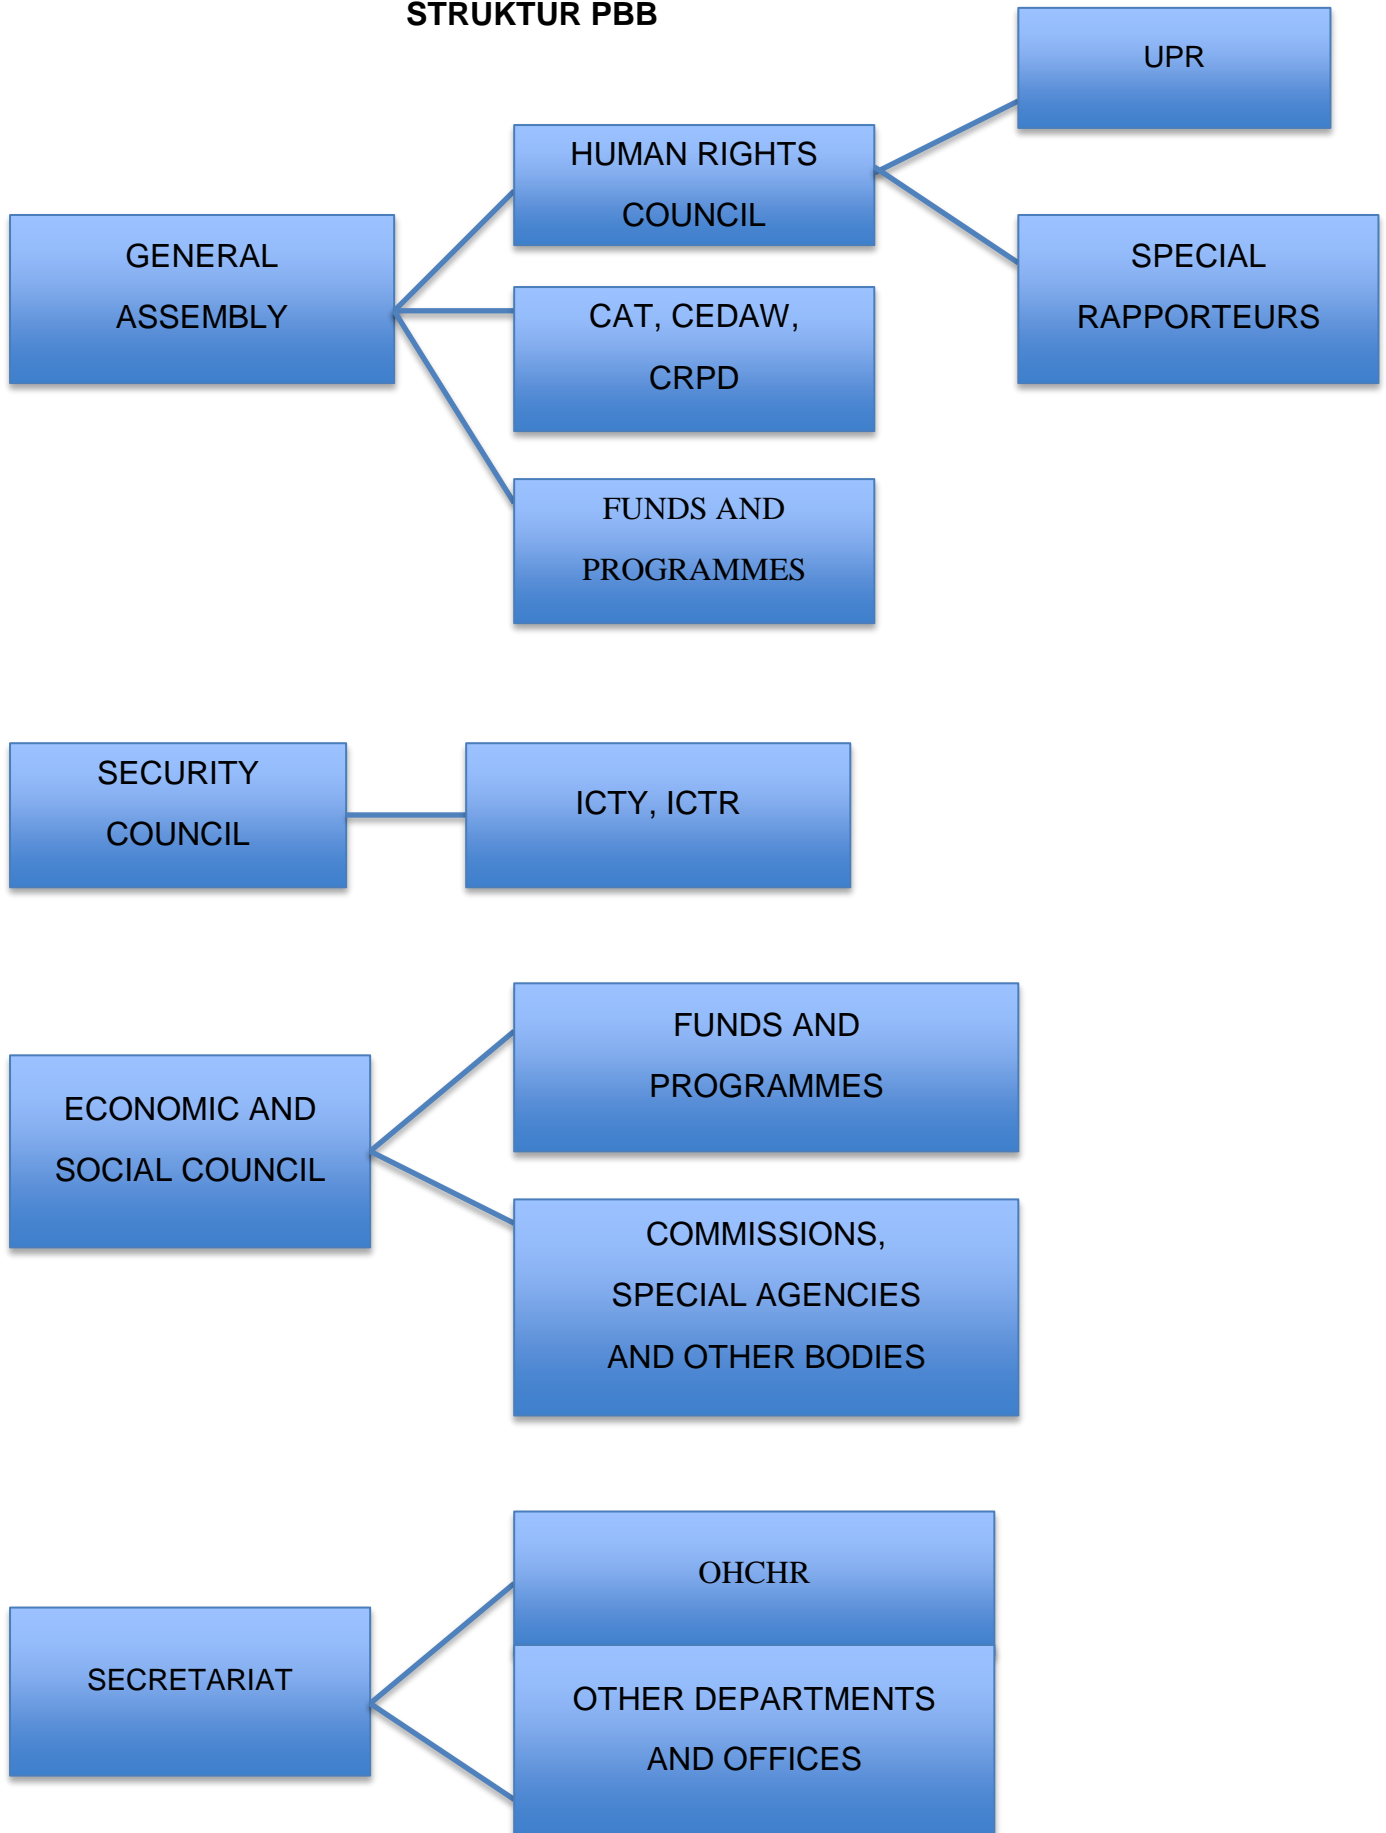 STRUKTUR PBB
UPR
HUMAN RIGHTS
COUNCIL
GENERAL
ASSEMBLY
SPECIAL
RAPPORTEURS
CAT, CEDAW,
CRPD
FUNDS AND
PROGRAMMES
SECURITY
COUNCIL
ICTY, ICTR
FUNDS AND
PROGRAMMES
ECONOMIC AND
SOCIAL COUNCIL
COMMISSIONS,
SPECIAL AGENCIES
AND OTHER BODIES
OHCHR
SECRETARIAT
OTHER DEPARTMENTS
AND OFFICES